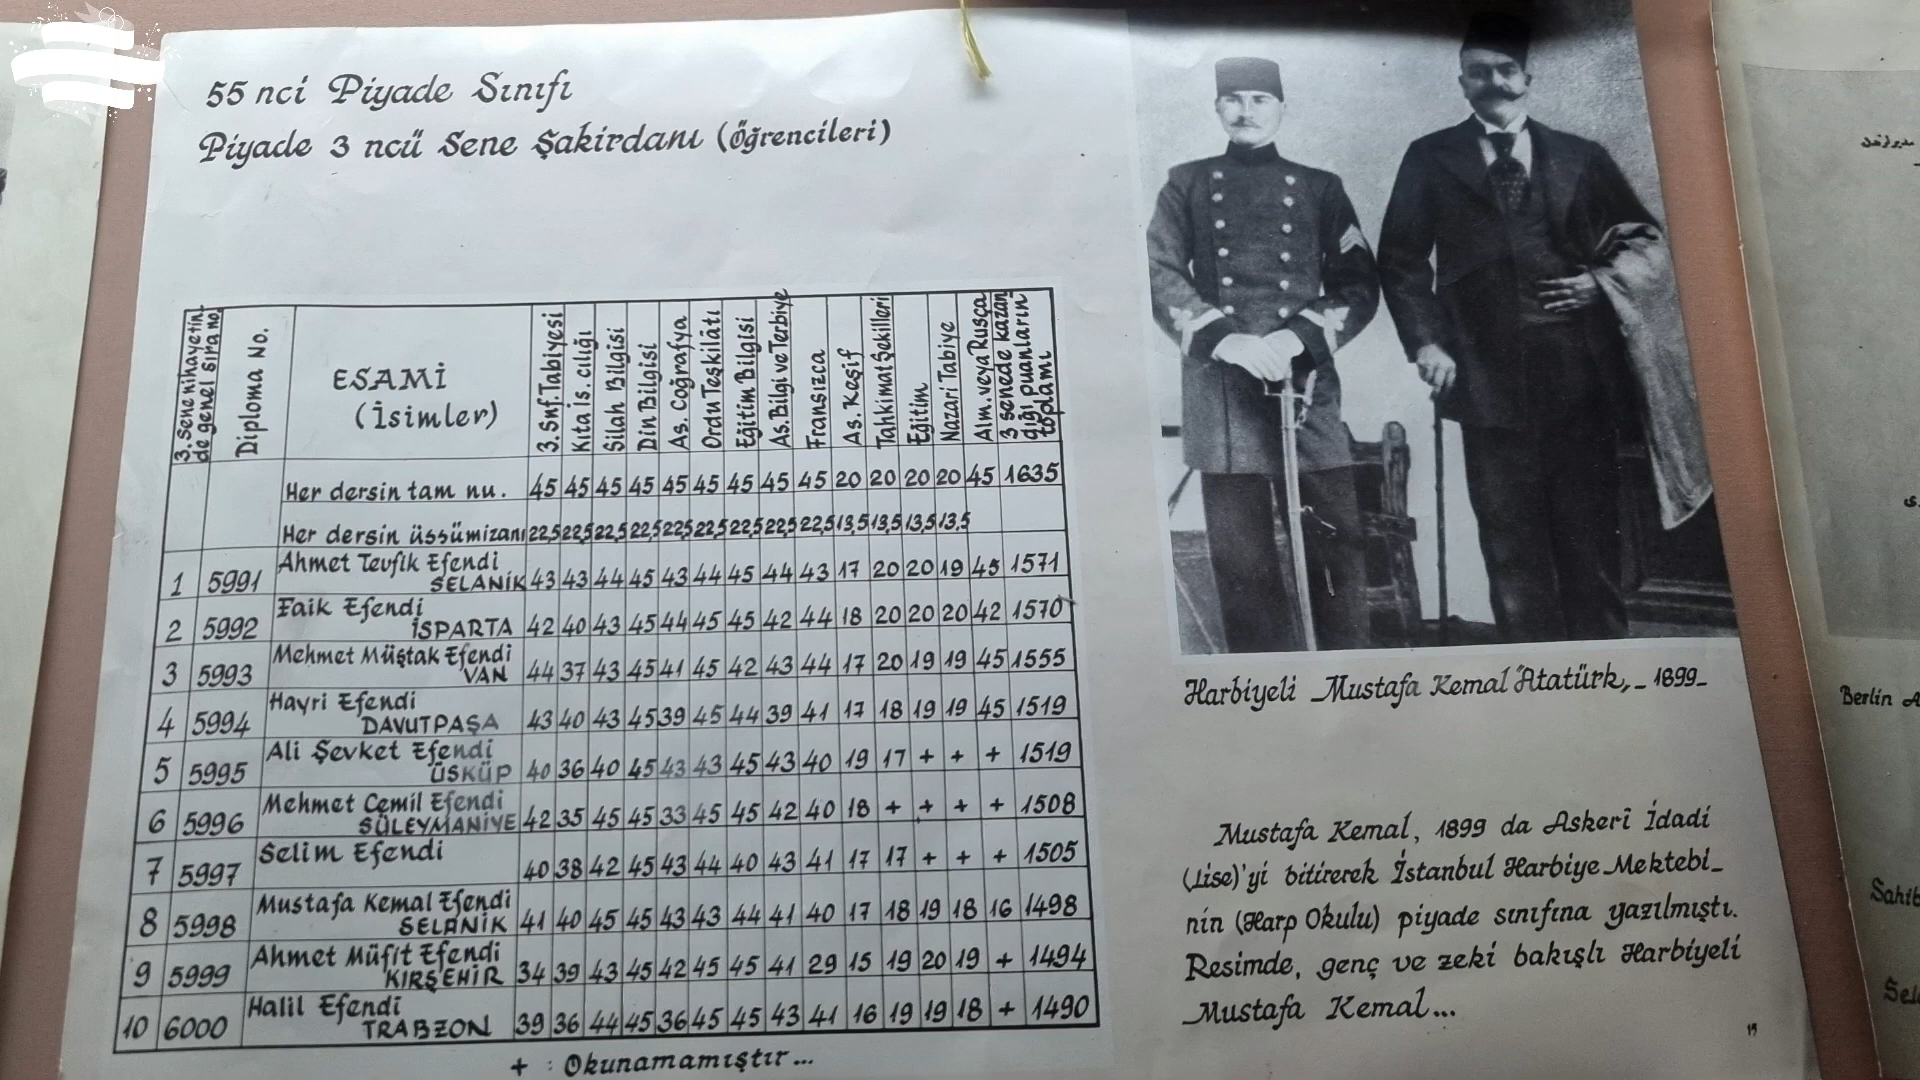 55 nci Piyade Sınıfı
Piyade 3 ncü Sene Şakirdanı (Öğrencileri)
3. Sene nihayetin
de genel sıra no.
Diploma No.
ESAMİ
(İsimler)
3. Snf. Tabiyesi
Kıta İs. cılığı
Silah Bilgisi
Din Bilgisi
As. Coğrafya
Ordu Teşkilâtı
Eğitim Bilgisi
As. Bilgi ve Terbiye
Fransızca
As. Keşif
Tahkimat Şekilleri
Eğitim
Nazari Tabiye
Alm. veya Rusça
3 senede kazan
dığı puanların
toplamı
Her dersin tam nu. 45 45 45 45 45 45 45 45 45 20 20 20 20 45 1635
Her dersin üssümizanı 22,5 22,5 22,5 22,5 22,5 22,5 22,5 22,5 22,5 13,5 13,5 13,5 13,5
Ahmet Tevfik Efendi
1 5991 SELANİK 43 43 44 45 43 44 45 44 43 17 20 20 19 45 1571
Faik Efendi
2 5992 İSPARTA 42 40 43 45 44 45 45 42 44 18 20 20 20 42 1570
Mehmet Müştak Efendi
3 5993 VAN 44 37 43 45 41 45 42 43 44 17 20 19 19 45 1555
Hayri Efendi
4 5994 DAVUTPAŞA 43 40 43 45 39 45 44 39 41 17 18 19 19 45 1519
Ali Şevket Efendi
5 5995 ÜSKÜP 40 36 40 45 43 43 45 43 40 19 17 + + + 1519
Mehmet Cemil Efendi
6 5996 SÜLEYMANİYE 42 35 45 45 33 45 45 42 40 18 + + + + 1508
Selim Efendi
7 5997 40 38 42 45 43 44 40 43 41 17 17 + + + 1505
Mustafa Kemal Efendi
8 5998 SELANİK 41 40 45 45 43 43 44 41 40 17 18 19 18 16 1498
Ahmet Müfit Efendi
9 5999 KIRŞEHİR 34 39 43 45 42 45 45 41 29 15 19 20 19 + 1494
Halil Efendi
10 6000 TRABZON 39 36 44 45 36 45 45 43 41 16 19 19 18 + 1490
+ : Okunamamıştır...
Harbiyeli Mustafa Kemal "Atatürk,, _ 1899_
Mustafa Kemal, 1899 da Askerî İdadi
(Lise)'yi bitirerek İstanbul Harbiye Mektebi_
nin (Harp Okulu) piyade sınıfına yazılmıştı.
Resimde, genç ve zeki bakışlı Harbiyeli
Mustafa Kemal...
15
Berlin A
Sahib
Sel